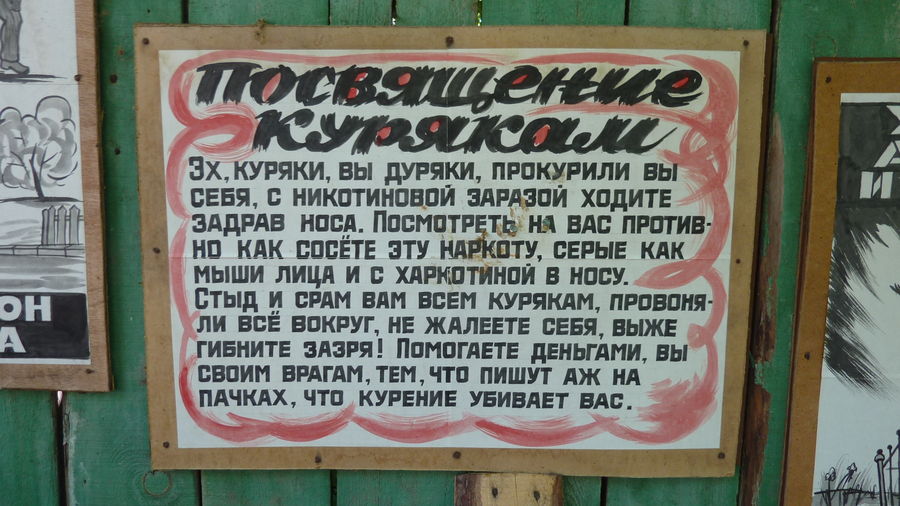 Посвящение
курякам
Эх, куряки, вы дуряки, прокурили вы
себя, с никотиновой заразой ходите
задрав носа. Посмотреть на вас против-
но как сосёте эту наркоту, серые как
мыши лица и с харкотиной в носу.
Стыд и срам вам всем курякам, провоня-
ли всё вокруг, не жалеете себя, выже
гибните зазря! Помогаете деньгами, вы
своим врагам, тем, что пишут аж на
пачках, что курение убивает вас.
ОН
А